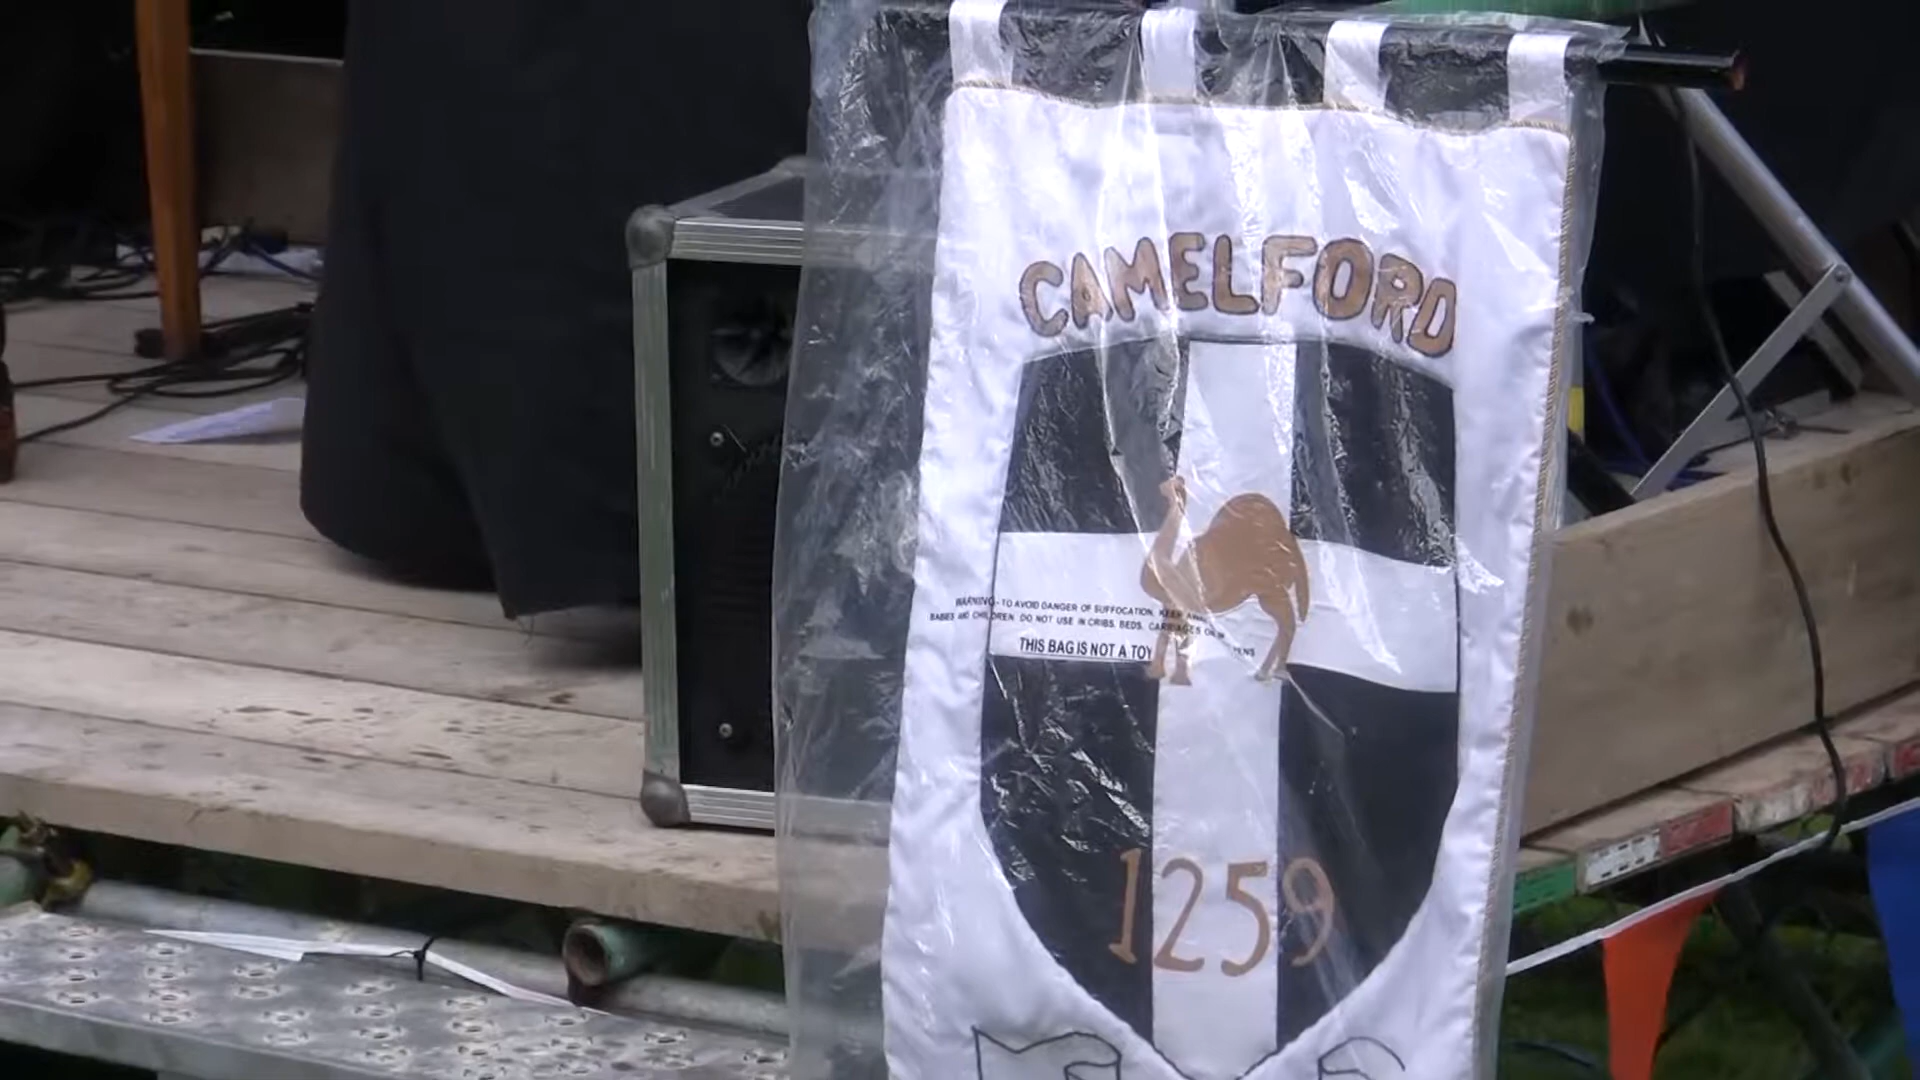 CAMELFORD
WARNING - TO AVOID DANGER OF SUFFOCATION, KEEP
BABIES AND CHILDREN. DO NOT USE IN CRIBS, BEDS, CARRIAGES OR
THIS BAG IS NOT A TOY
1259